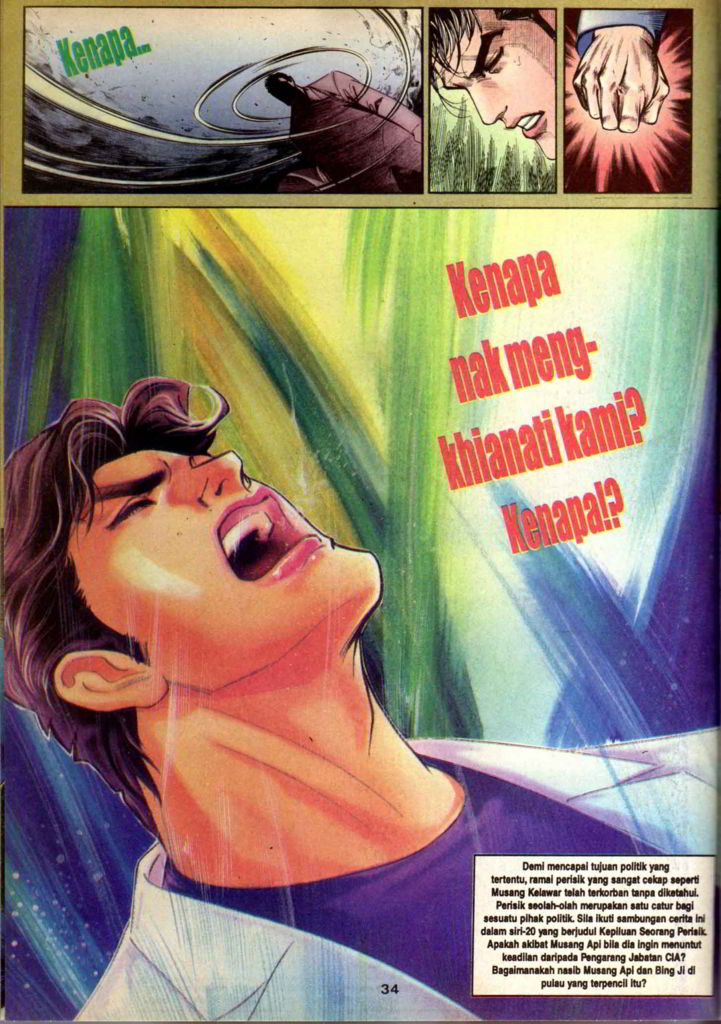 Kenapa...
Kenapa
nak meng-
khianati kami?
Kenapa!?
Demi mencapai tujuan politik yang
tertentu, ramai perisik yang sangat cekap seperti
Musang Kelawar telah terkorban tanpa diketahui.
Perisik seolah-olah merupakan satu catur bagi
sesuatu pihak politik. Sila ikuti sambungan cerita ini
dalam siri-20 yang berjudul Kepiluan Seorang Perisik.
Apakah akibat Musang Api bila dia ingin menuntut
keadilan daripada Pengarang Jabatan CIA?
Bagaimanakah nasib Musang Api dan Bing Ji di
pulau yang terpencil itu?
34